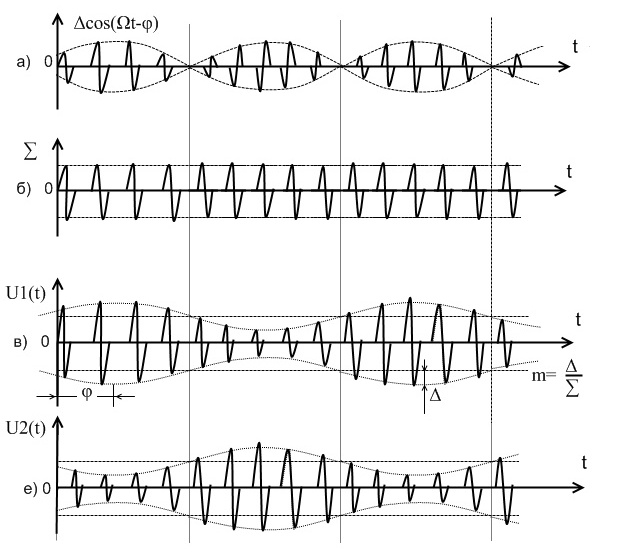 Δcos(Ωt-φ)
t
а) 0
Σ
t
б) 0
U1(t)
t
в) 0
m= Δ/Σ
φ
Δ
U2(t)
t
е) 0